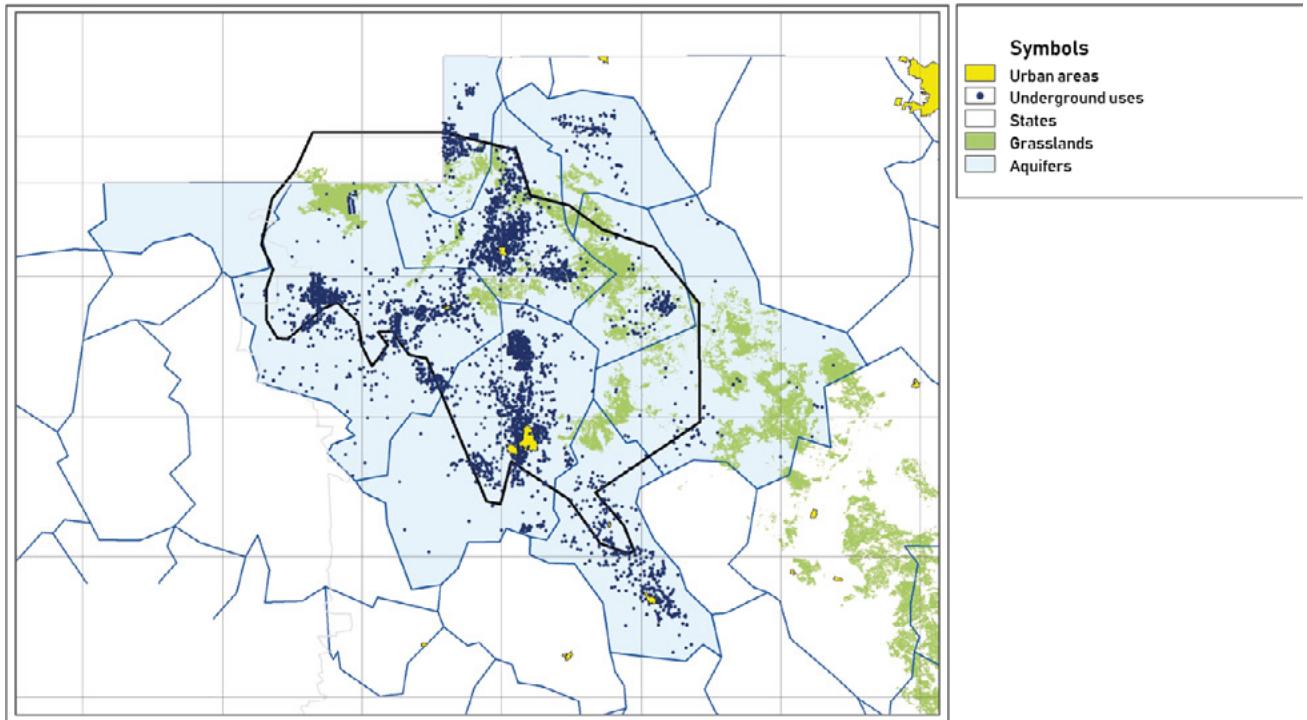 Symbols
Urban areas
Underground uses
States
Grasslands
Aquifers